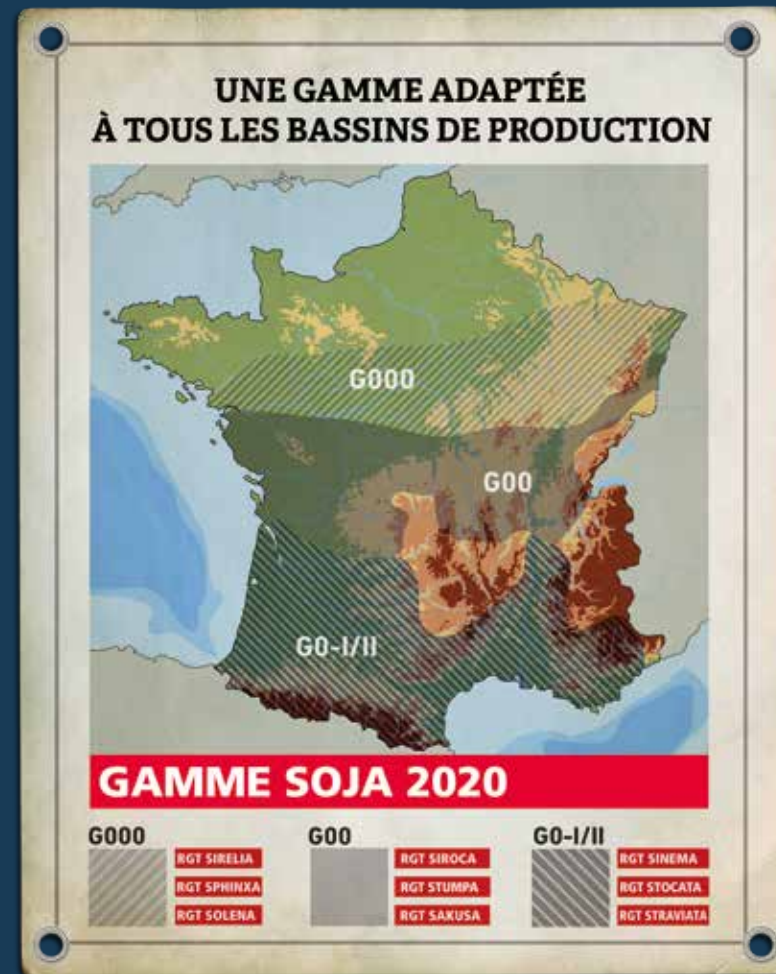 UNE GAMME ADAPTÉE
À TOUS LES BASSINS DE PRODUCTION
G000
G00
G0-I/II
GAMME SOJA 2020
G000
RGT SIRELIA
RGT SPHINXA
RGT SOLENA
G00
RGT SIROCA
RGT STUMPA
RGT SAKUSA
G0-I/II
RGT SINEMA
RGT STOCATA
RGT STRAVIATA